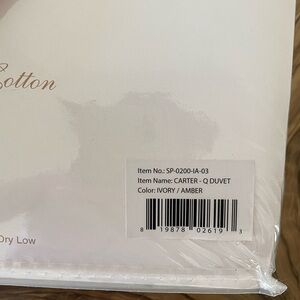 Cotton
Item No.: SP-0200-IA-03
Item Name: CARTER - Q DUVET
Color: IVORY / AMBER
8 19878 02619 3
Dry Low